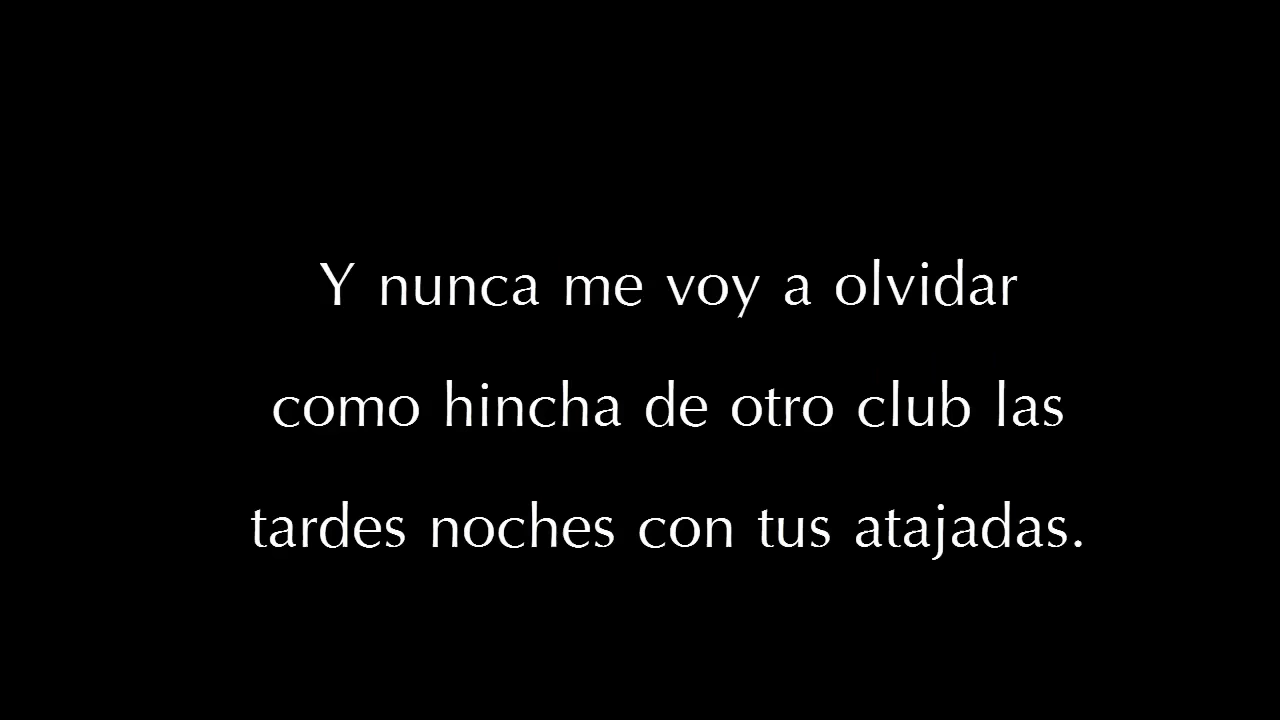 Y nunca me voy a olvidar
como hincha de otro club las
tardes noches con tus atajadas.